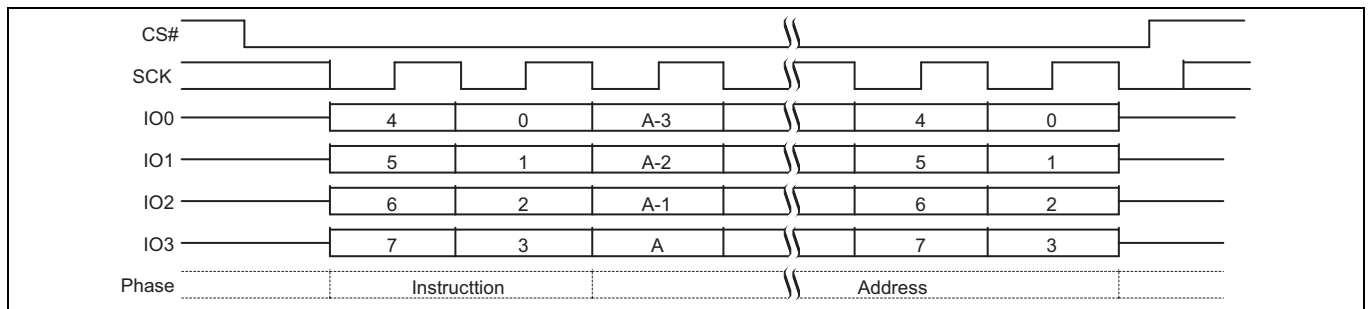 CS#
SCK
IO0 4 0 A-3 4 0
IO1 5 1 A-2 5 1
IO2 6 2 A-1 6 2
IO3 7 3 A 7 3
Phase Instructtion Address